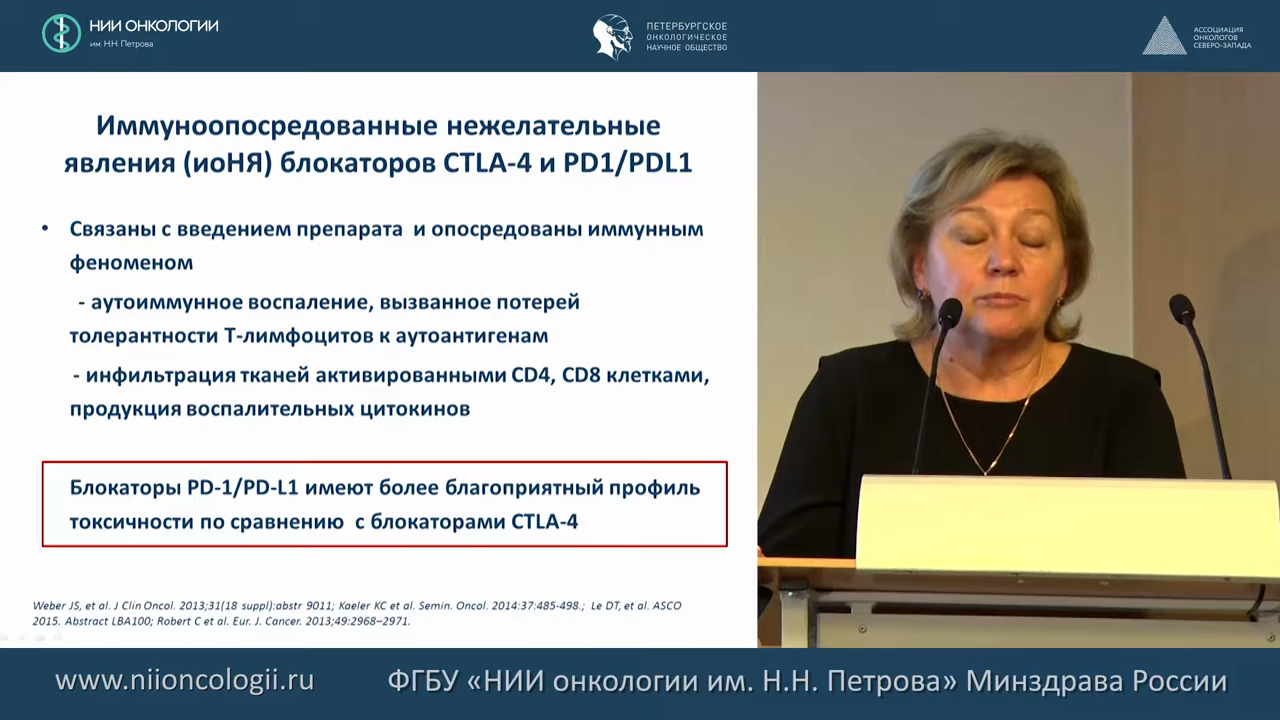 НИИ ОНКОЛОГИИ
им. Н.Н. Петрова
ПЕТЕРБУРГСКОЕ
ОНКОЛОГИЧЕСКОЕ
НАУЧНОЕ ОБЩЕСТВО
АССОЦИАЦИЯ
ОНКОЛОГОВ
СЕВЕРО-ЗАПАДА
Иммуноопосредованные нежелательные
явления (иоНЯ) блокаторов CTLA-4 и PD1/PDL1
• Связаны с введением препарата и опосредованы иммунным
феноменом
- аутоиммунное воспаление, вызванное потерей
толерантности Т-лимфоцитов к аутоантигенам
- инфильтрация тканей активированными CD4, CD8 клетками,
продукция воспалительных цитокинов
Блокаторы PD-1/PD-L1 имеют более благоприятный профиль
токсичности по сравнению с блокаторами CTLA-4
Weber JS, et al. J Clin Oncol. 2013;31(18 suppl):abstr 9011; Kaeler KC et al. Semin. Oncol. 2014:37:485-498.; Le DT, et al. ASCO
2015. Abstract LBA100; Robert C et al. Eur. J. Cancer. 2013;49:2968–2971.
www.niioncologii.ru
ФГБУ «НИИ онкологии им. Н.Н. Петрова» Минздрава России